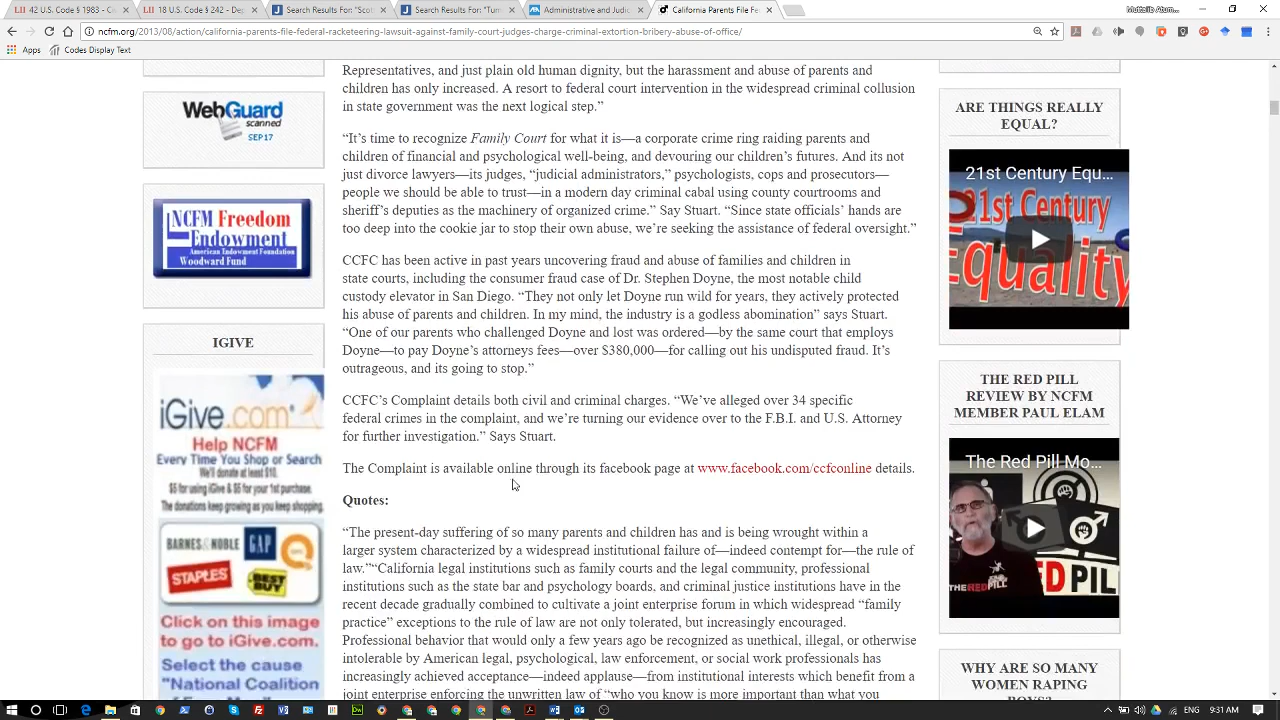 42 U.S. Code § 1983 - C
18 U.S. Code § 242 - Dep
Search Results For: "Sco
Search Results For: "Tur
Administrative and Judic
California Parents File Fe
ncfm.org/2013/08/action/california-parents-file-federal-racketeering-lawsuit-against-family-court-judges-charge-criminal-extortion-bribery-abuse-of-office/
Apps Codes Display Text
WebGuard
scanned
SEP17
NCFM Freedom
Endowment
American Endowment Foundation
Woodward Fund
IGIVE
iGive.com
Help NCFM
Every Time You Shop or Search
We'll donate at least $10.
$5 for using iGive & $5 for your 1st purchase.
The donations keep growing as you keep shopping.
BARNES&NOBLE GAP
STAPLES BEST BUY
Click on this image
to go to iGive.com.
Select the cause
"National Coalition
Representatives, and just plain old human dignity, but the harassment and abuse of parents and
children has only increased. A resort to federal court intervention in the widespread criminal collusion
in state government was the next logical step.”
“It’s time to recognize Family Court for what it is—a corporate crime ring raiding parents and
children of financial and psychological well-being, and devouring our children’s futures. And its not
just divorce lawyers—its judges, “judicial administrators,” psychologists, cops and prosecutors—
people we should be able to trust—in a modern day criminal cabal using county courtrooms and
sheriff’s deputies as the machinery of organized crime.” Say Stuart. “Since state officials’ hands are
too deep into the cookie jar to stop their own abuse, we’re seeking the assistance of federal oversight.”
CCFC has been active in past years uncovering fraud and abuse of families and children in
state courts, including the consumer fraud case of Dr. Stephen Doyne, the most notable child
custody elevator in San Diego. “They not only let Doyne run wild for years, they actively protected
his abuse of parents and children. In my mind, the industry is a godless abomination” says Stuart.
“One of our parents who challenged Doyne and lost was ordered—by the same court that employs
Doyne—to pay Doyne’s attorneys fees—over $380,000—for calling out his undisputed fraud. It’s
outrageous, and its going to stop.”
CCFC’s Complaint details both civil and criminal charges. “We’ve alleged over 34 specific
federal crimes in the complaint, and we’re turning our evidence over to the F.B.I. and U.S. Attorney
for further investigation.” Says Stuart.
The Complaint is available online through its facebook page at www.facebook.com/ccfconline details.
Quotes:
“The present-day suffering of so many parents and children has and is being wrought within a
larger system characterized by a widespread institutional failure of—indeed contempt for—the rule of
law.”“California legal institutions such as family courts and the legal community, professional
institutions such as the state bar and psychology boards, and criminal justice institutions have in the
recent decade gradually combined to cultivate a joint enterprise forum in which widespread “family
practice” exceptions to the rule of law are not only tolerated, but increasingly encouraged.
Professional behavior that would only a few years ago be recognized as unethical, illegal, or otherwise
intolerable by American legal, psychological, law enforcement, or social work professionals has
increasingly achieved acceptance—indeed applause—from institutional interests which benefit from a
joint enterprise enforcing the unwritten law of “who you know is more important than what you
ARE THINGS REALLY
EQUAL?
21st Century Equ...
21st Century
Equality
THE RED PILL
REVIEW BY NCFM
MEMBER PAUL ELAM
The Red Pill Mo...
RED PILL
WHY ARE SO MANY
WOMEN RAPING
9:31 AM